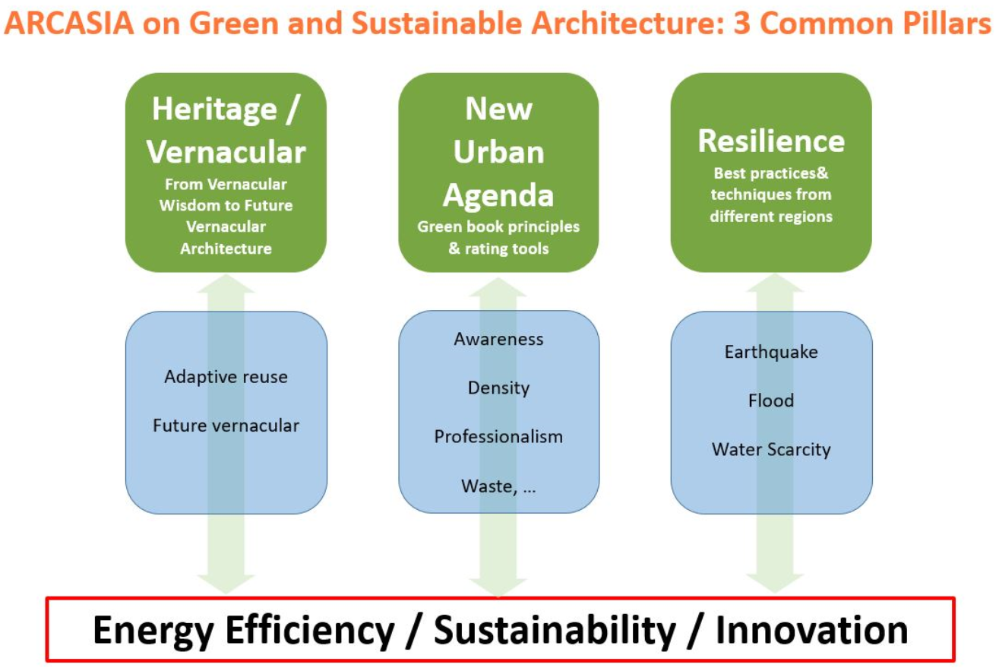 ARCASIA on Green and Sustainable Architecture: 3 Common Pillars
Heritage /
Vernacular
From Vernacular
Wisdom to Future
Vernacular
Architecture
New
Urban
Agenda
Green book principles
& rating tools
Resilience
Best practices&
techniques from
different regions
Adaptive reuse
Future vernacular
Awareness
Density
Professionalism
Waste, ...
Earthquake
Flood
Water Scarcity
Energy Efficiency / Sustainability / Innovation